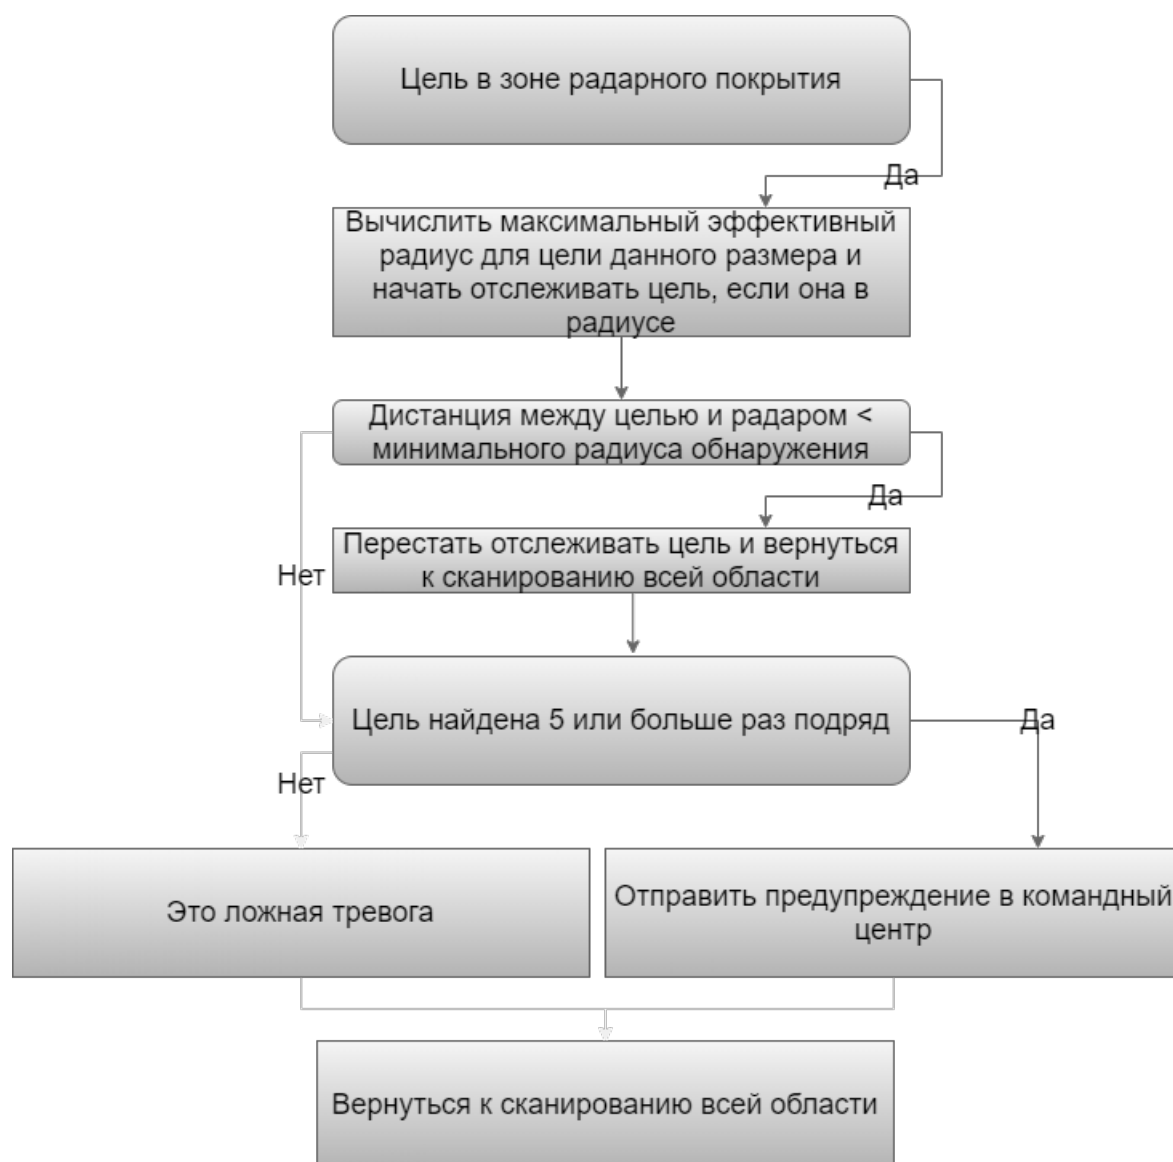 Цель в зоне радарного покрытия
Да
Вычислить максимальный эффективный
радиус для цели данного размера и
начать отслеживать цель, если она в
радиусе
Дистанция между целью и радаром <
минимального радиуса обнаружения
Да
Перестать отслеживать цель и вернуться
к сканированию всей области
Нет
Цель найдена 5 или больше раз подряд
Да
Нет
Это ложная тревога
Отправить предупреждение в командный
центр
Вернуться к сканированию всей области